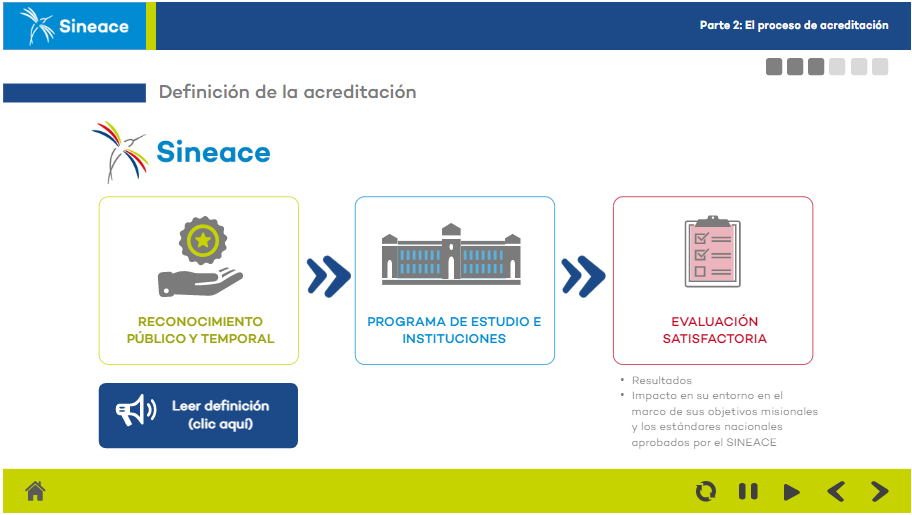 Sineace
Parte 2: El proceso de acreditación
Definición de la acreditación
Sineace
RECONOCIMIENTO
PÚBLICO Y TEMPORAL
PROGRAMA DE ESTUDIO E
INSTITUCIONES
EVALUACIÓN
SATISFACTORIA
Leer definición
(clic aquí)
• Resultados
• Impacto en su entorno en el
marco de sus objetivos misionales
y los estándares nacionales
aprobados por el SINEACE